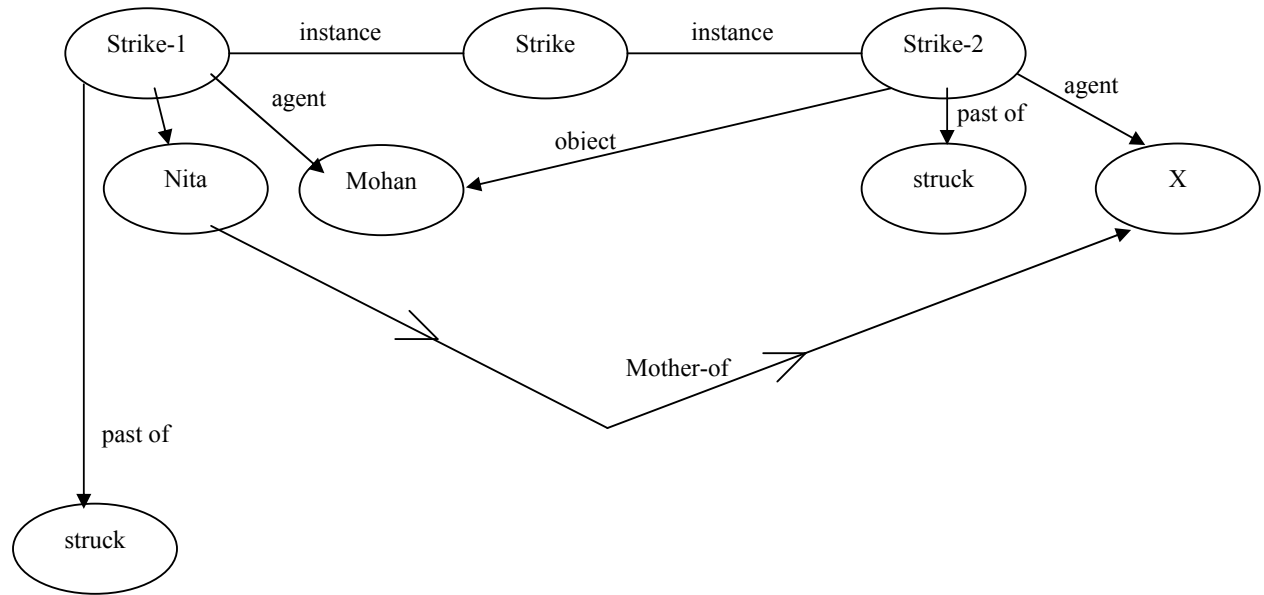 Strike-1
instance
Strike
instance
Strike-2
agent
agent
past of
object
Nita
Mohan
struck
X
Mother-of
past of
struck